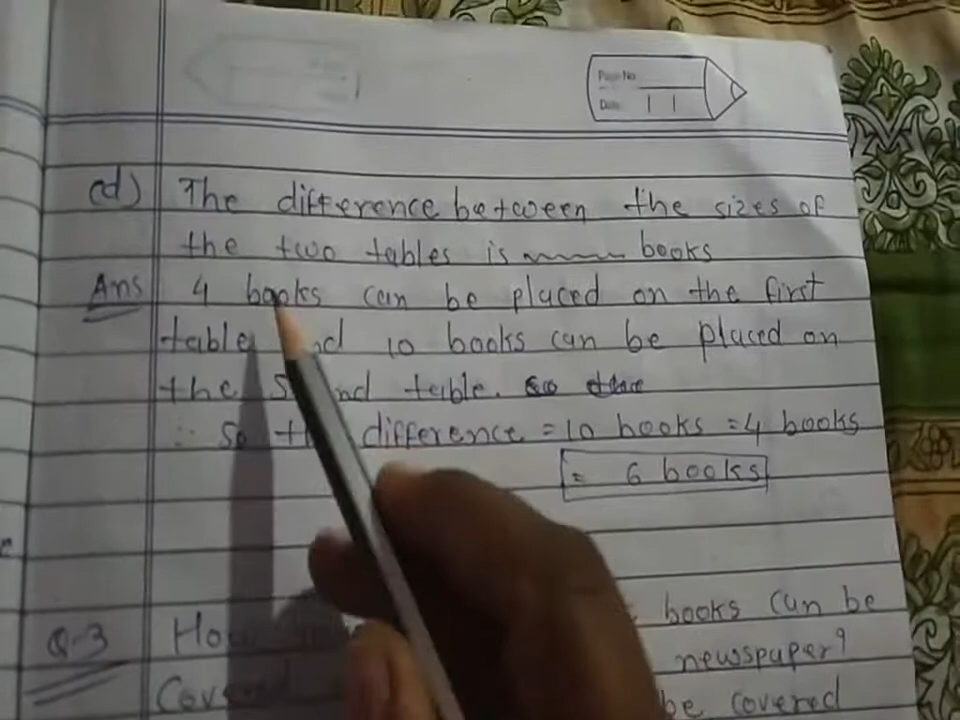 Page No.
Date
(d) The difference between the sizes of
the two tables is books
Ans 4 books can be placed on the first
table nd 10 books can be placed on
the nd table. so
∴ So difference = 10 books = 4 books
= 6 books
Q-3 books can be
newspaper?
be covered